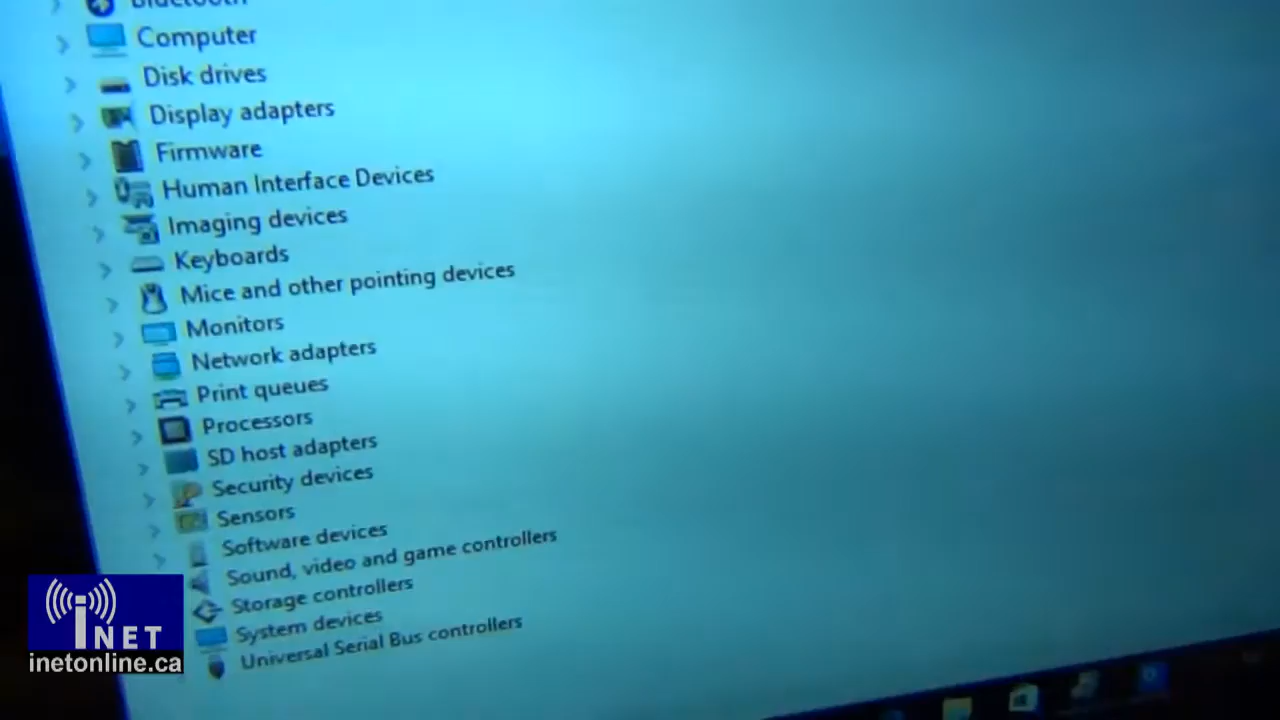 Bluetooth
Computer
Disk drives
Display adapters
Firmware
Human Interface Devices
Imaging devices
Keyboards
Mice and other pointing devices
Monitors
Network adapters
Print queues
Processors
SD host adapters
Security devices
Sensors
Software devices
Sound, video and game controllers
Storage controllers
System devices
Universal Serial Bus controllers
iNET
inetonline.ca